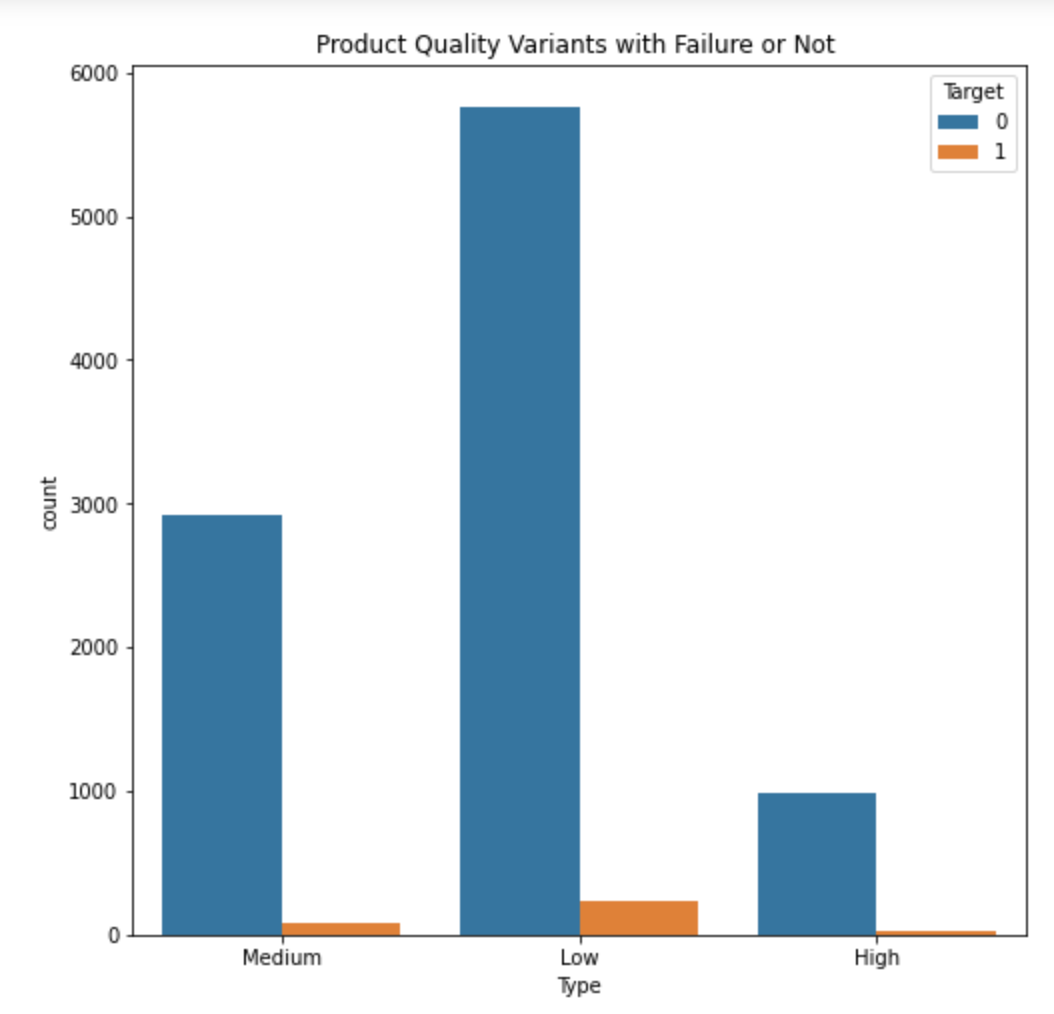 Product Quality Variants with Failure or Not
6000
5000
4000
3000
2000
1000
0
count
Target
0
1
Medium Low High
Type